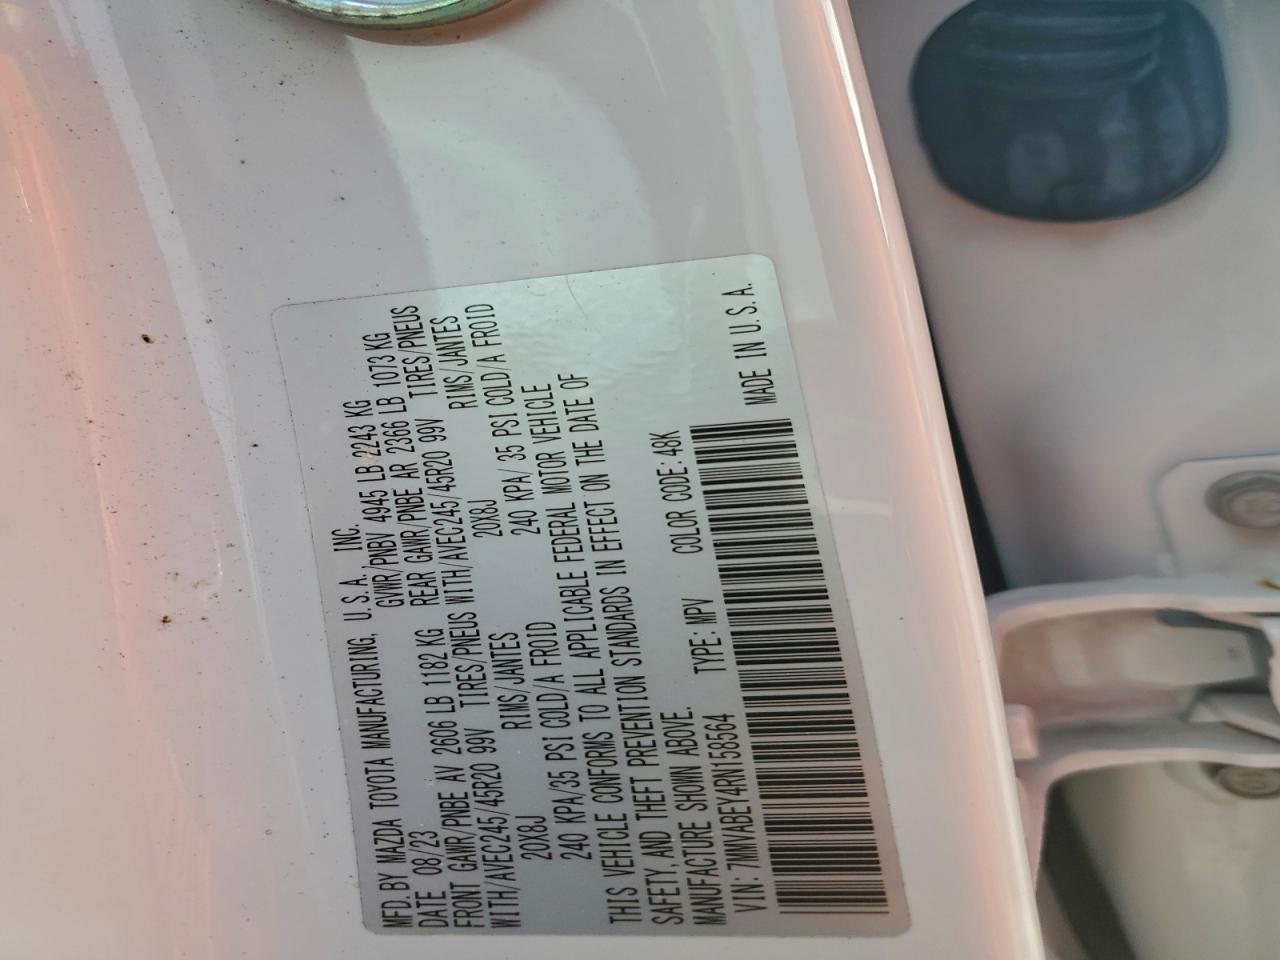 MFD. BY MAZDA TOYOTA MANUFACTURING, U.S.A., INC.
DATE 08/23 GVWR/PNBV 4945 LB 2243 KG
FRONT GAWR/PNBE AV 2606 LB 1182 KG REAR GAWR/PNBE AR 2366 LB 1073 KG
WITH/AVEC245/45R20 99V TIRES/PNEUS WITH/AVEC245/45R20 99V TIRES/PNEUS
20X8J RIMS/JANTES 20X8J RIMS/JANTES
240 KPA/35 PSI COLD/A FROID 240 KPA/ 35 PSI COLD/A FROID
THIS VEHICLE CONFORMS TO ALL APPLICABLE FEDERAL MOTOR VEHICLE
SAFETY, AND THEFT PREVENTION STANDARDS IN EFFECT ON THE DATE OF
MANUFACTURE SHOWN ABOVE.
VIN: 7MMVABEY4RN158564 TYPE: MPV COLOR CODE: 48K
MADE IN U.S.A.